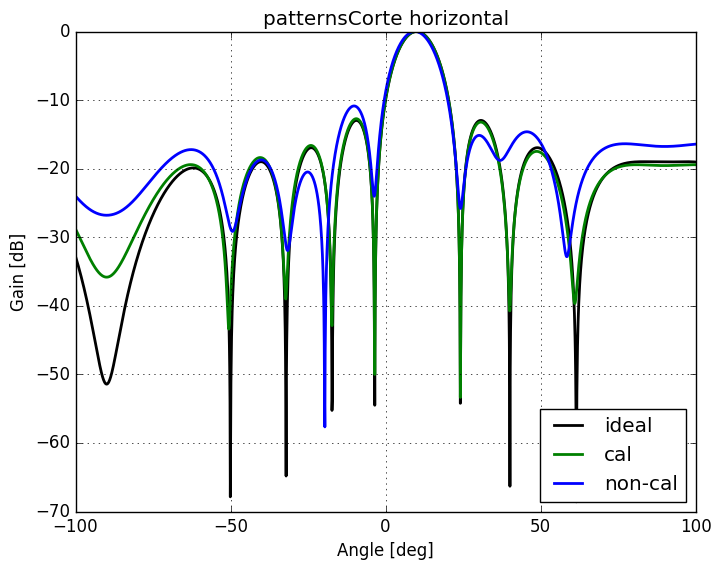 patternsCorte horizontal
Gain [dB]
0
−10
−20
−30
−40
−50
−60
−70
−100
−50
0
50
100
Angle [deg]
ideal
cal
non-cal